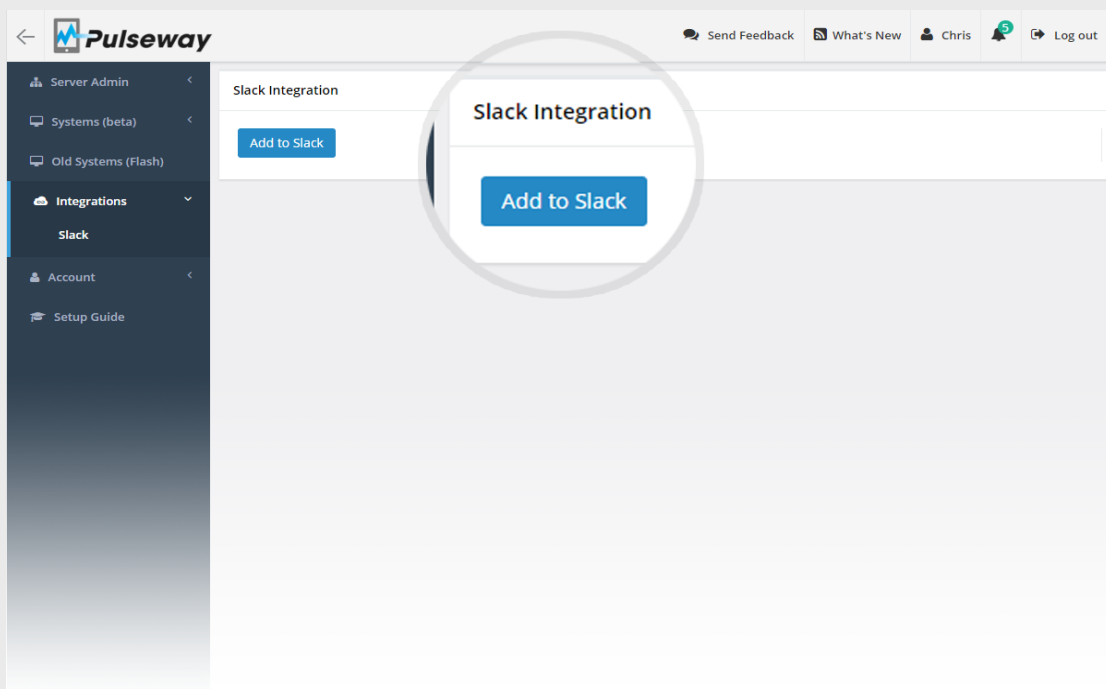 Pulseway
Send Feedback
What's New
Chris
5
Log out
Server Admin
Systems (beta)
Old Systems (Flash)
Integrations
Slack
Account
Setup Guide
Slack Integration
Add to Slack
Slack Integration
Add to Slack